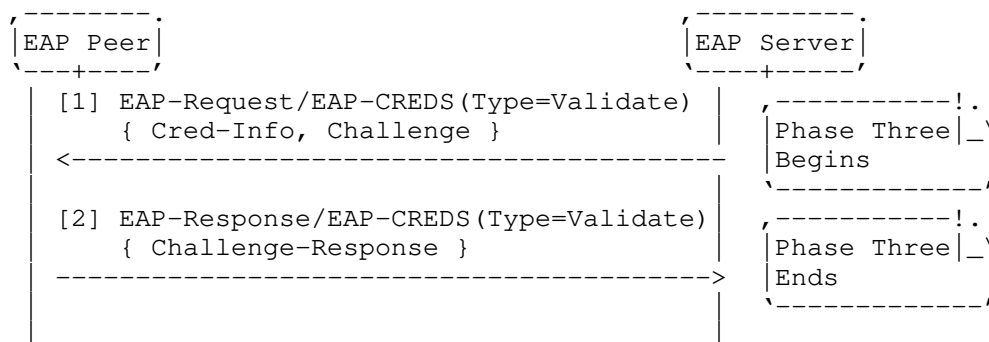 EAP Peer EAP Server
[1] EAP-Request/EAP-CREDS(Type=Validate)
{ Cred-Info, Challenge } Phase Three
Begins
[2] EAP-Response/EAP-CREDS(Type=Validate)
{ Challenge-Response } Phase Three
Ends